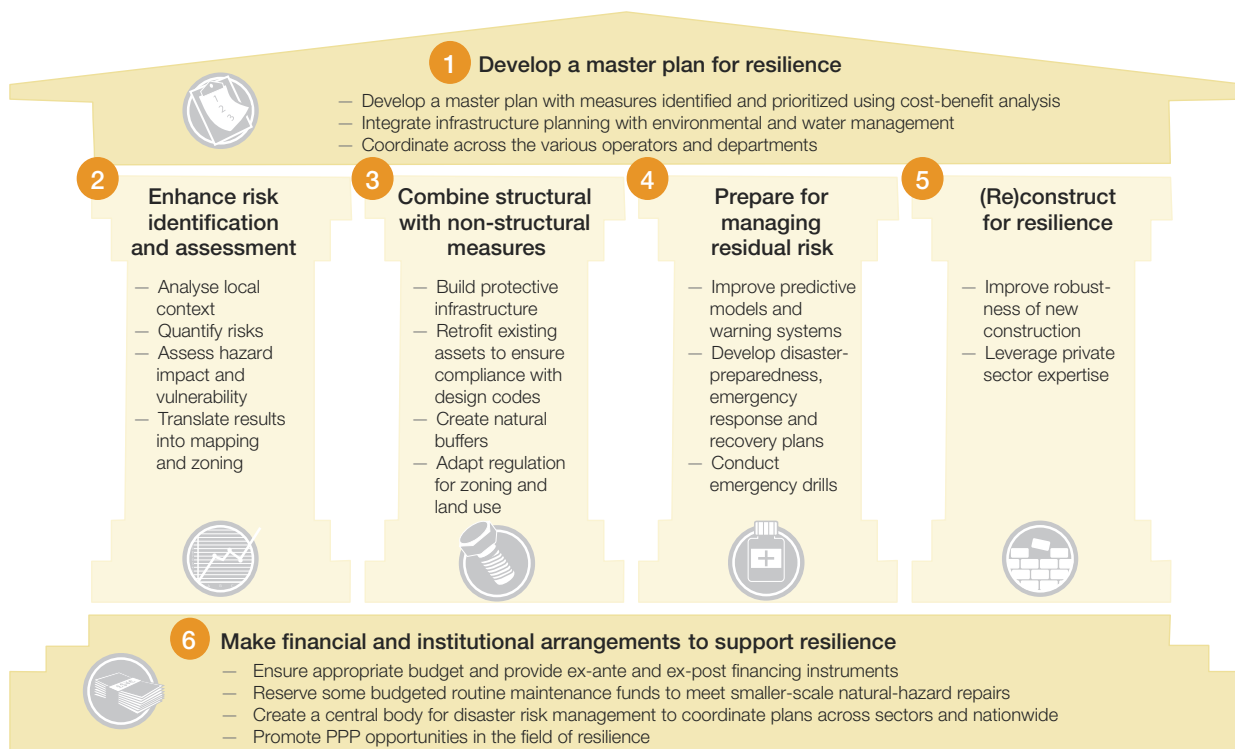 1 Develop a master plan for resilience
— Develop a master plan with measures identified and prioritized using cost-benefit analysis
— Integrate infrastructure planning with environmental and water management
— Coordinate across the various operators and departments
1
2
3
2
Enhance risk
identification
and assessment
— Analyse local
context
— Quantify risks
— Assess hazard
impact and
vulnerability
— Translate results
into mapping
and zoning
3
Combine structural
with non-structural
measures
— Build protective
infrastructure
— Retrofit existing
assets to ensure
compliance with
design codes
— Create natural
buffers
— Adapt regulation
for zoning and
land use
4
Prepare for
managing
residual risk
— Improve predictive
models and
warning systems
— Develop disaster-
preparedness,
emergency
response and
recovery plans
— Conduct
emergency drills
5
(Re)construct
for resilience
— Improve robust-
ness of new
construction
— Leverage private
sector expertise
6 Make financial and institutional arrangements to support resilience
— Ensure appropriate budget and provide ex-ante and ex-post financing instruments
— Reserve some budgeted routine maintenance funds to meet smaller-scale natural-hazard repairs
— Create a central body for disaster risk management to coordinate plans across sectors and nationwide
— Promote PPP opportunities in the field of resilience